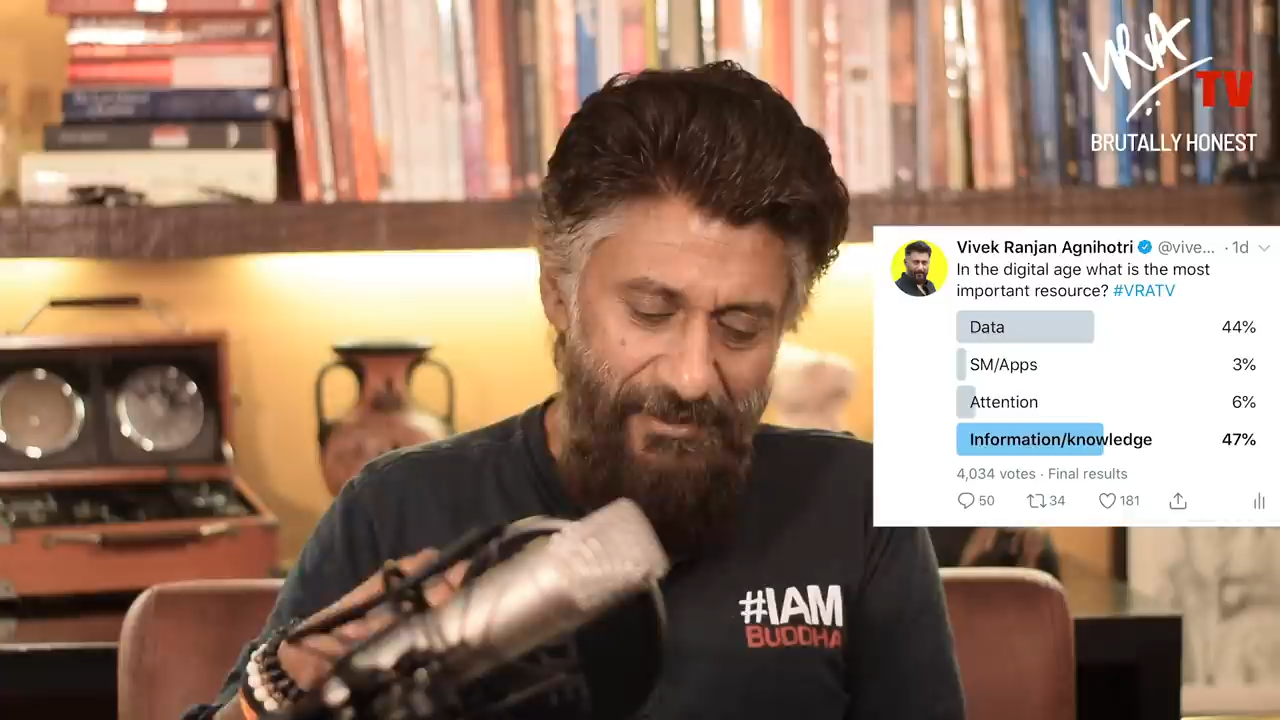 VRA
TV
BRUTALLY HONEST
Vivek Ranjan Agnihotri @vive... · 1d
In the digital age what is the most
important resource? #VRATV
Data 44%
SM/Apps 3%
Attention 6%
Information/knowledge 47%
4,034 votes · Final results
50 34 181
#IAM
BUDDHA